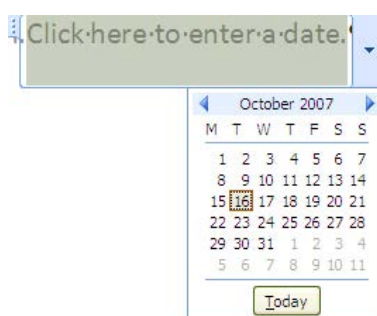 Click·here·to·enter·a·date.
October 2007
M T W T F S S
1 2 3 4 5 6 7
8 9 10 11 12 13 14
15 16 17 18 19 20 21
22 23 24 25 26 27 28
29 30 31 1 2 3 4
5 6 7 8 9 10 11
Today